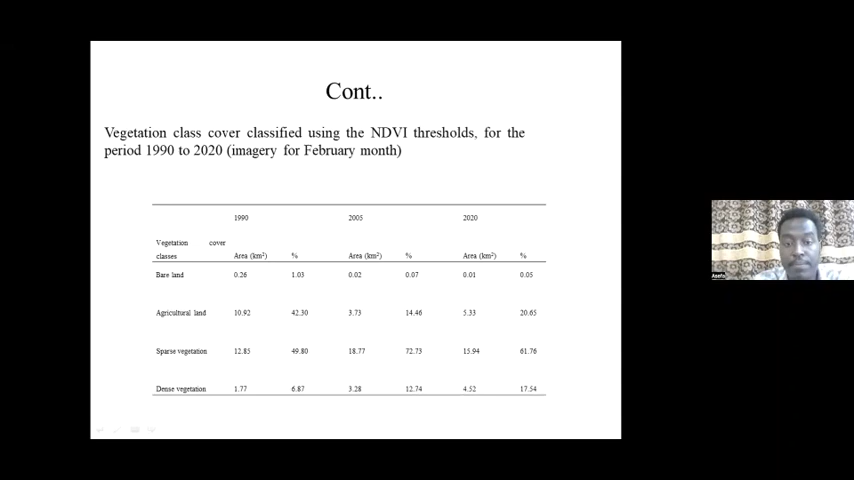 Cont..
Vegetation class cover classified using the NDVI thresholds, for the
period 1990 to 2020 (imagery for February month)
1990 2005 2020
Vegetation cover
classes Area (km²) % Area (km²) % Area (km²) %
Bare land 0.26 1.03 0.02 0.07 0.01 0.05
Agricultural land 10.92 42.30 3.73 14.46 5.33 20.65
Sparse vegetation 12.85 49.80 18.77 72.73 15.94 61.76
Dense vegetation 1.77 6.87 3.28 12.74 4.52 17.54